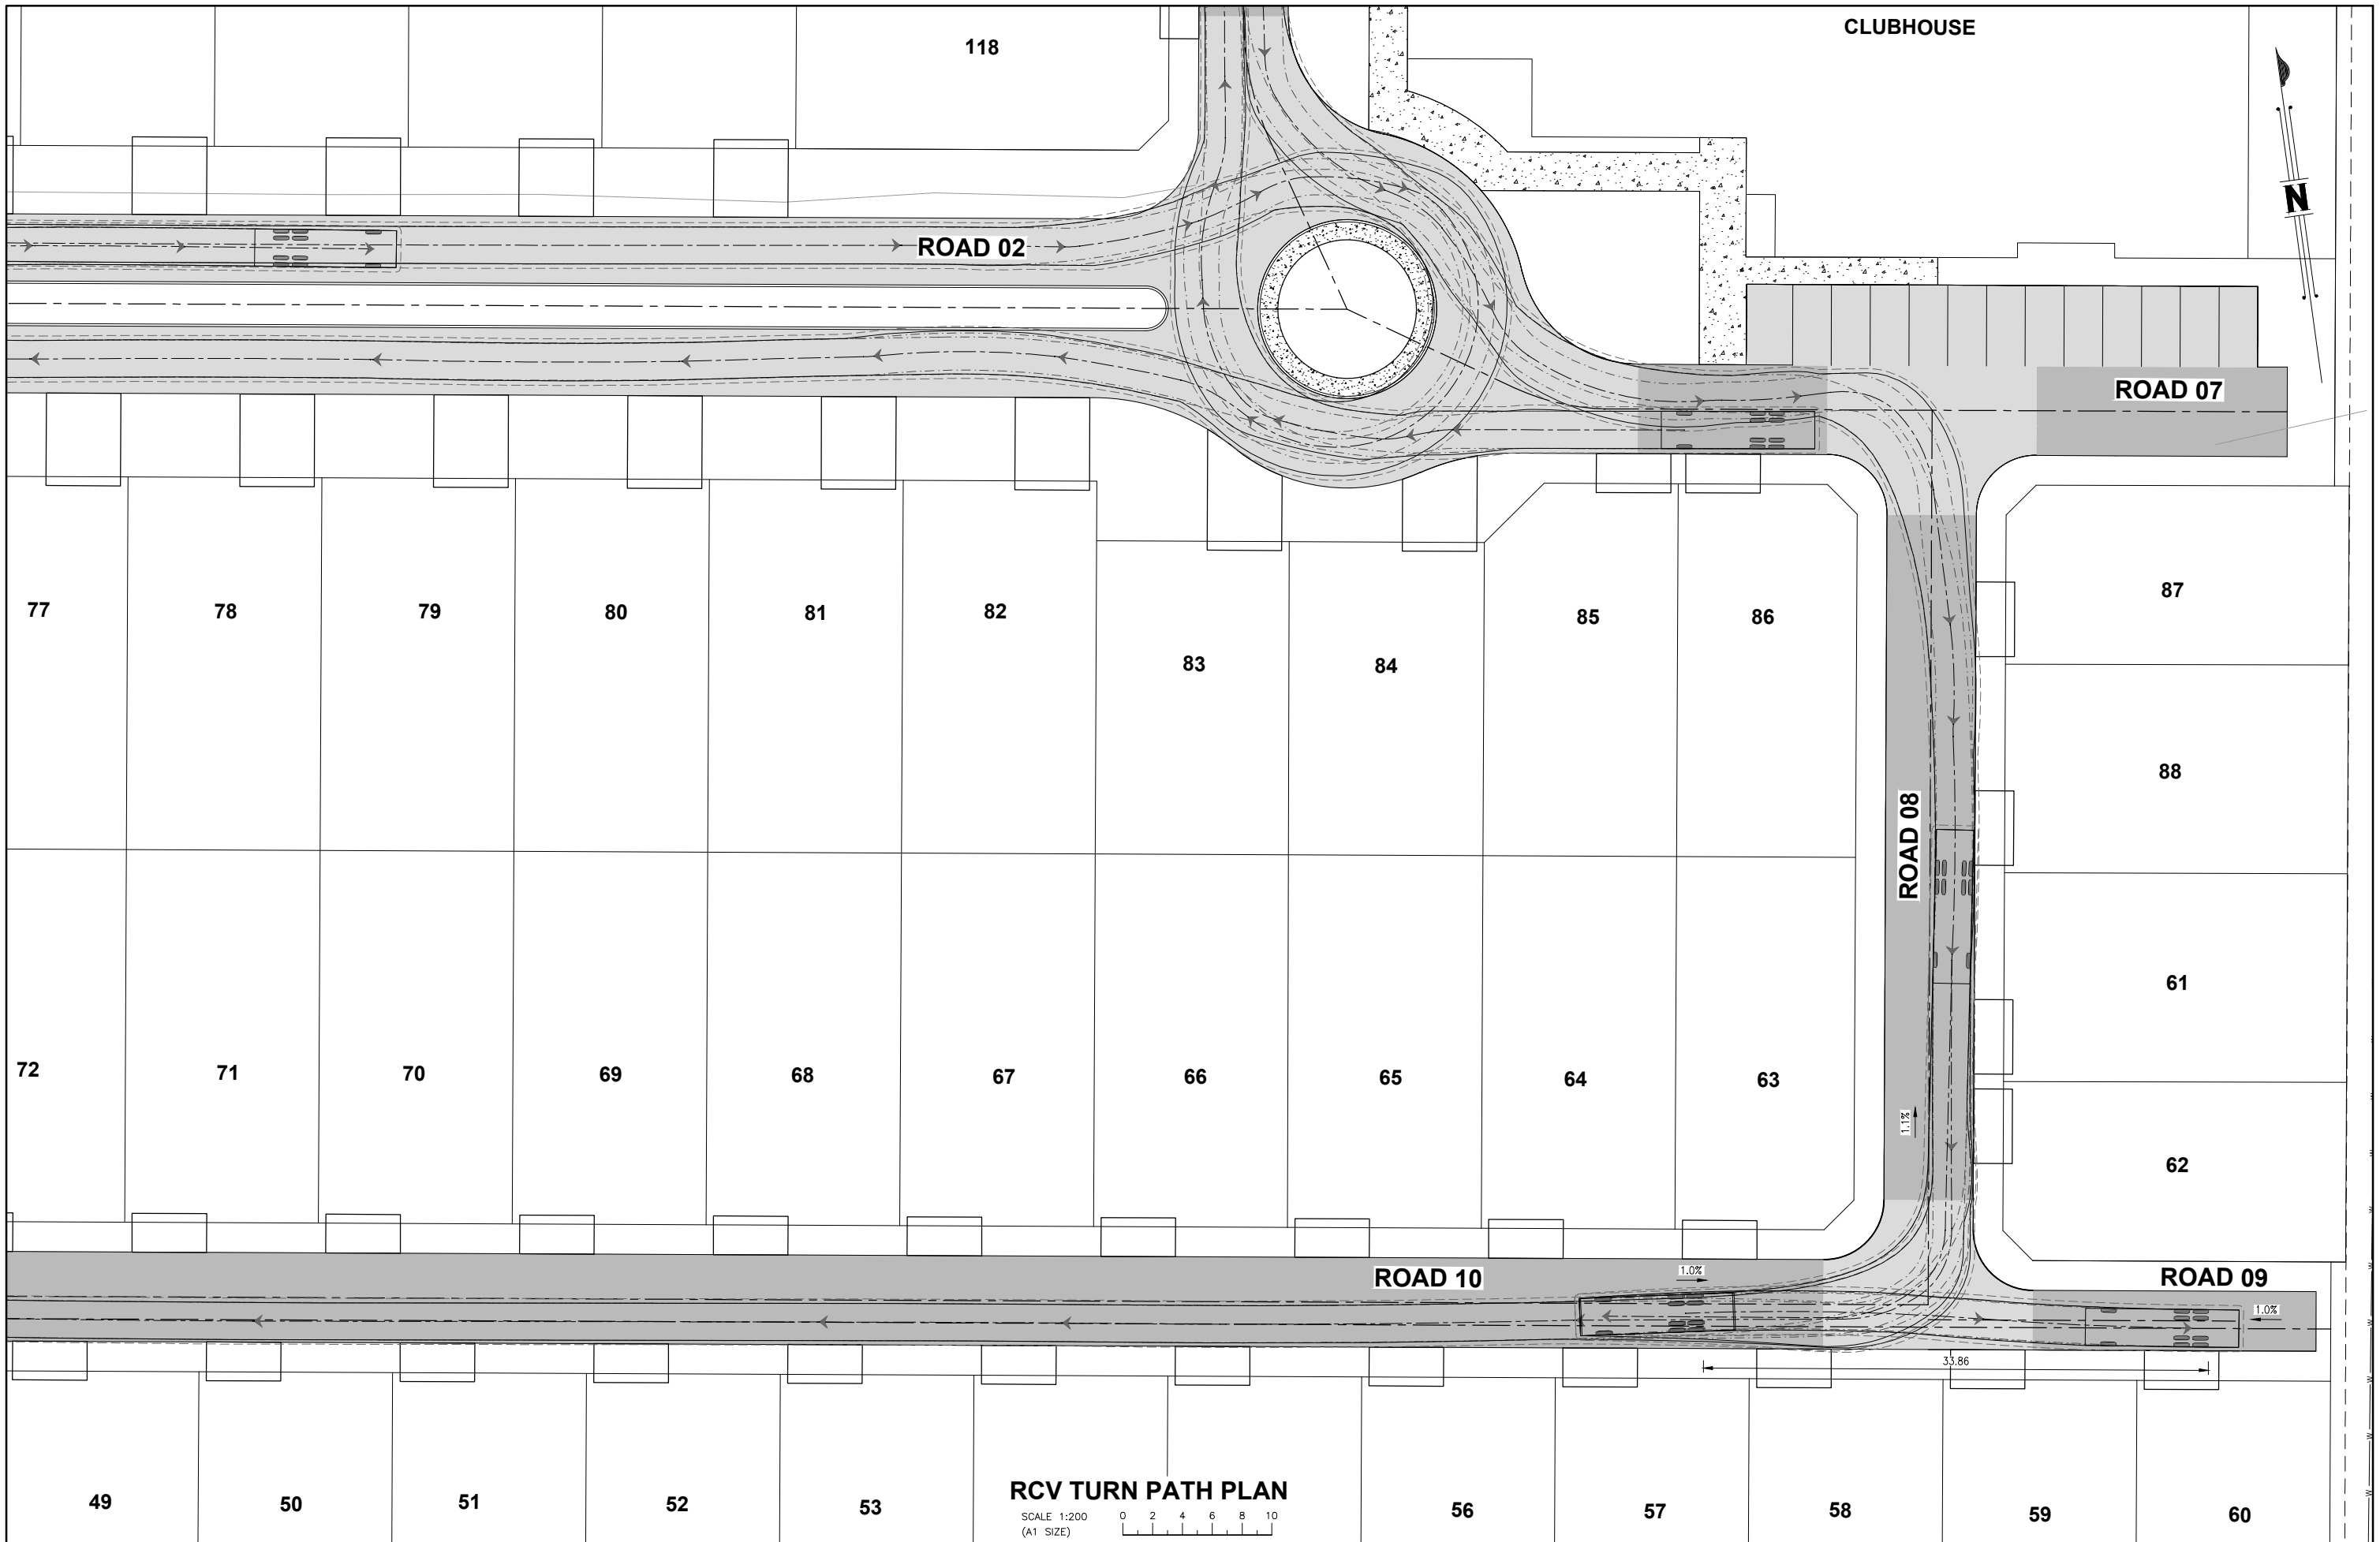 CLUBHOUSE
118
N
ROAD 02
ROAD 07
77
78
79
80
81
82
83
84
85
86
87
88
ROAD 08
61
72
71
70
69
68
67
66
65
64
63
1.1%
62
ROAD 10
1.0%
ROAD 09
1.0%
33.86
49
50
51
52
53
56
57
58
59
60
RCV TURN PATH PLAN
SCALE 1:200
(A1 SIZE)
0 2 4 6 8 10
W
W
W
W
W
W
W
W